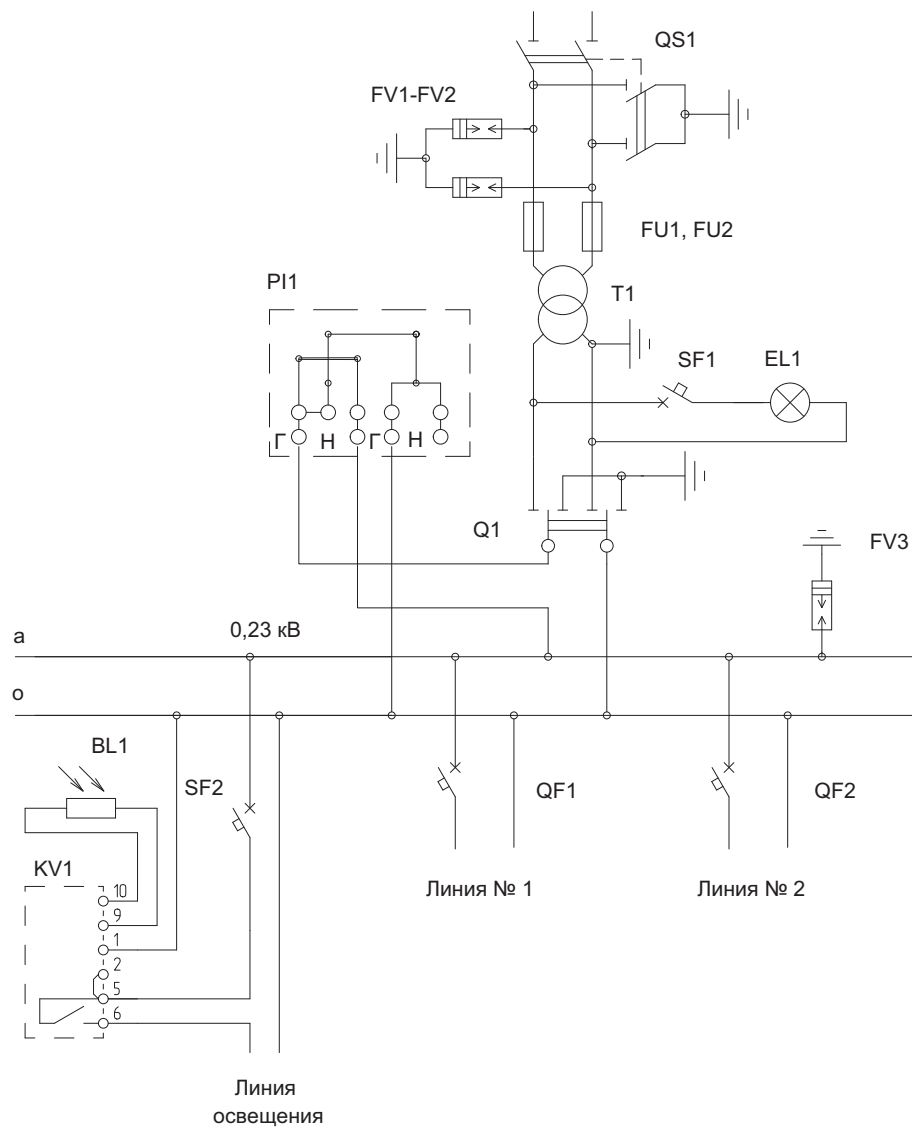 QS1
FV1-FV2
FU1, FU2
PI1
T1
SF1
EL1
Г Н Г Н
Q1
FV3
а
0,23 кВ
о
BL1
SF2
QF1
QF2
KV1
Линия № 1
Линия № 2
10
9
1
2
5
6
Линия
освещения